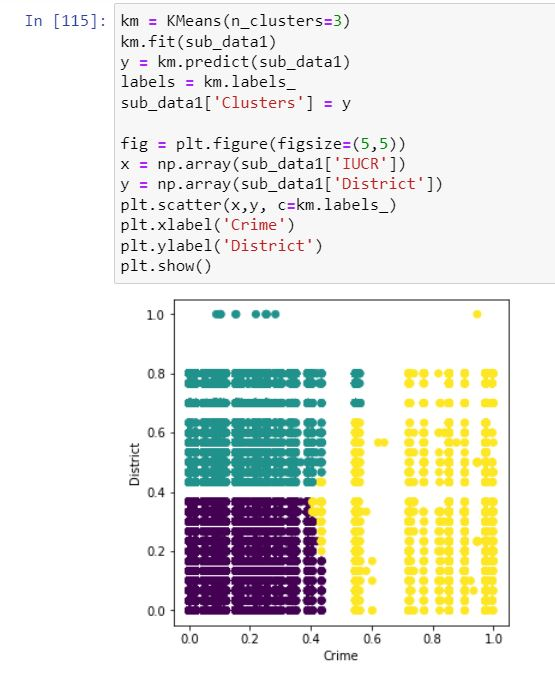 In [115]: km = KMeans(n_clusters=3)
km.fit(sub_data1)
y = km.predict(sub_data1)
labels = km.labels_
sub_data1['Clusters'] = y
fig = plt.figure(figsize=(5,5))
x = np.array(sub_data1['IUCR'])
y = np.array(sub_data1['District'])
plt.scatter(x,y, c=km.labels_)
plt.xlabel('Crime')
plt.ylabel('District')
plt.show()
1.0
0.8
0.6
0.4
0.2
0.0
District
0.0 0.2 0.4 0.6 0.8 1.0
Crime